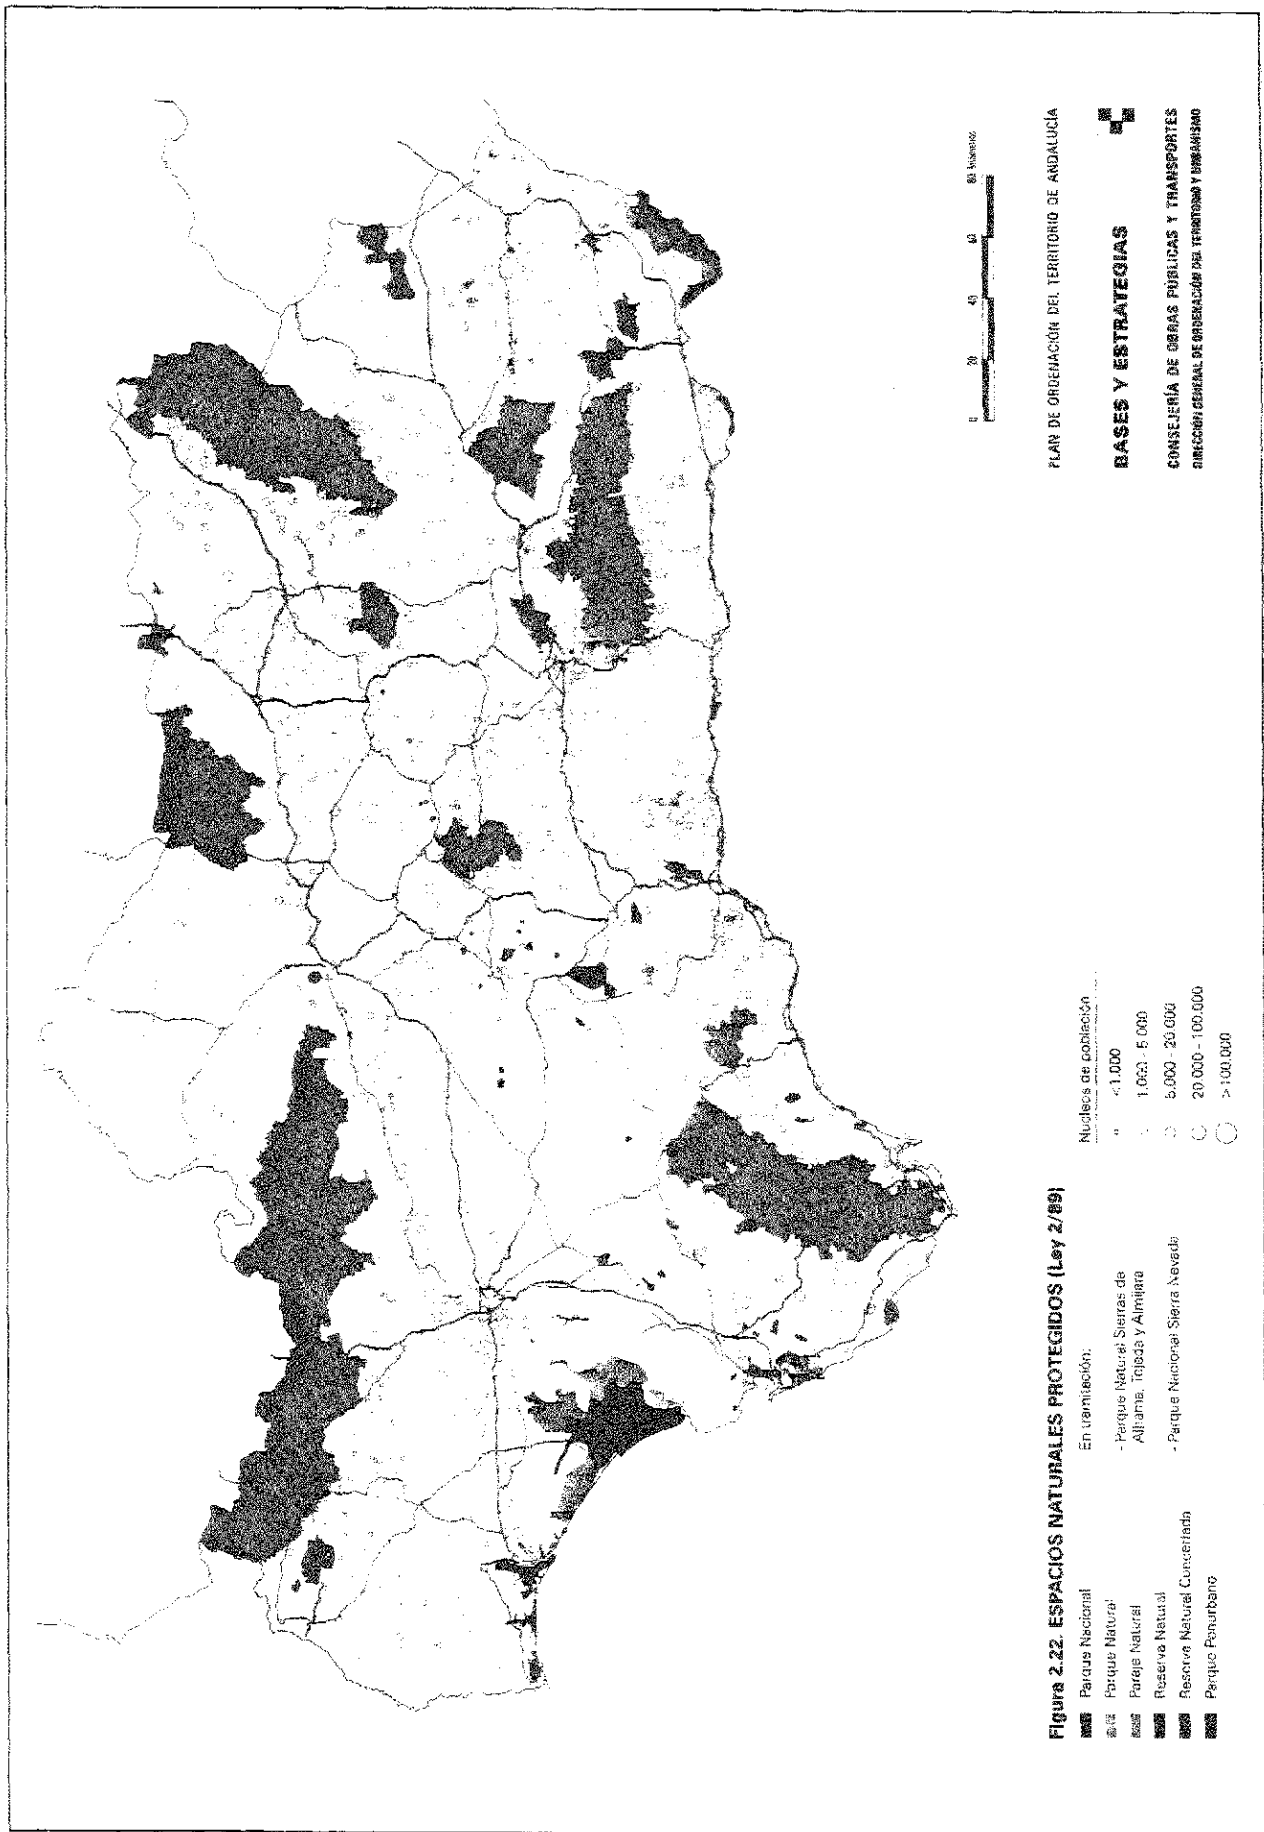 Figura 2.22. ESPACIOS NATURALES PROTEGIDOS (Ley 2/89)
Parque Nacional
Parque Natural
Paraje Natural
Reserva Natural
Reserva Natural Concertada
Parque Periurbano
En tramitación:
- Parque Natural Sierras de
Alhama, Tejeda y Almijara
- Parque Nacional Sierra Nevada
Nucleos de población
<1.000
1.000 - 5.000
5.000 - 20.000
20.000 - 100.000
>100.000
0 20 40 60 80 kilómetros
PLAN DE ORDENACIÓN DEL TERRITORIO DE ANDALUCÍA
BASES Y ESTRATEGIAS
CONSEJERÍA DE OBRAS PUBLICAS Y TRANSPORTES
DIRECCIÓN GENERAL DE ORDENACIÓN DEL TERRITORIO Y URBANISMO